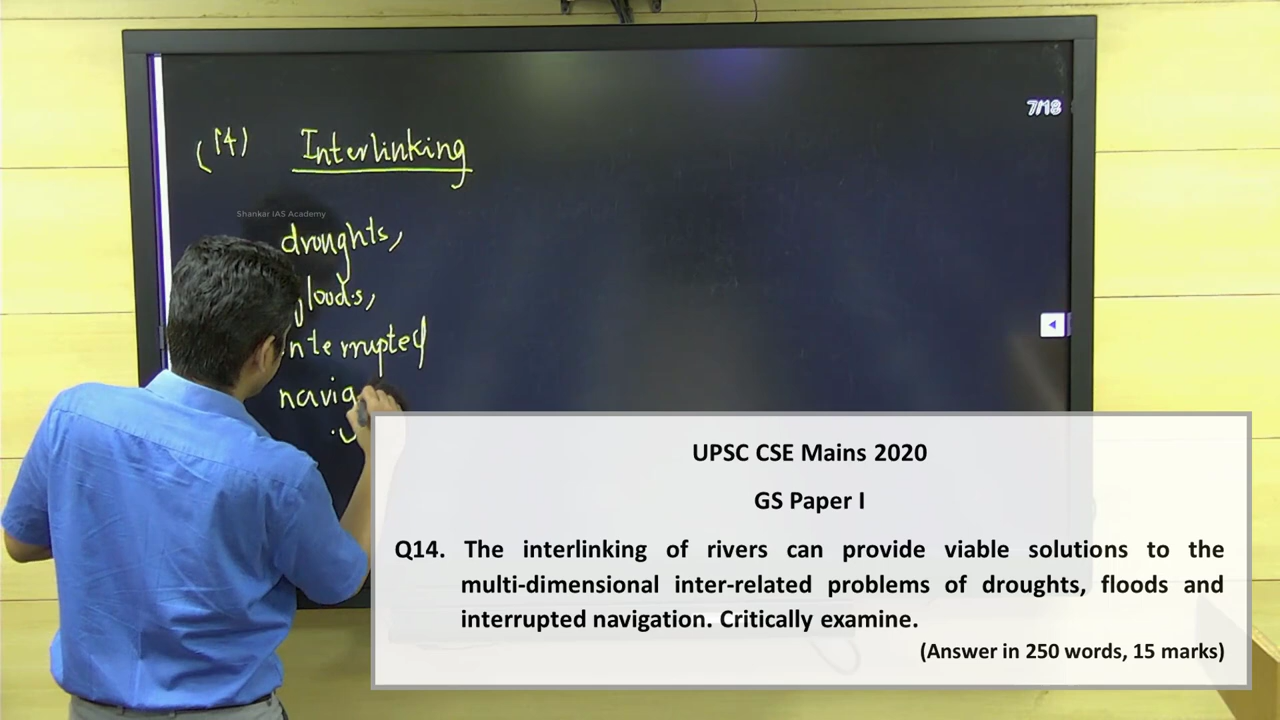 7/18
(14) Interlinking
Shankar IAS Academy
droughts,
floods,
interrupted
navig
UPSC CSE Mains 2020
GS Paper I
Q14. The interlinking of rivers can provide viable solutions to the
multi-dimensional inter-related problems of droughts, floods and
interrupted navigation. Critically examine.
(Answer in 250 words, 15 marks)